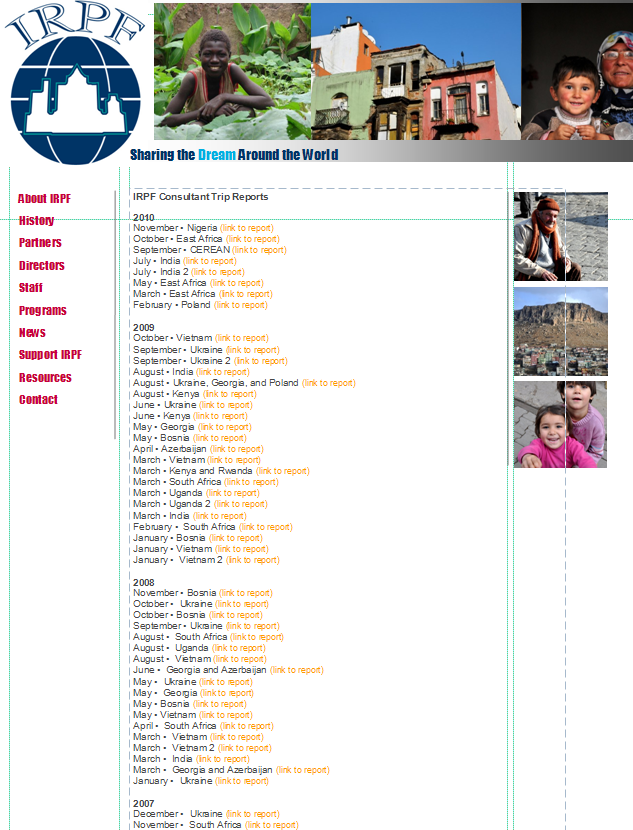 IRPF
Sharing the Dream Around the World
About IRPF
History
Partners
Directors
Staff
Programs
News
Support IRPF
Resources
Contact
IRPF Consultant Trip Reports
2010
November • Nigeria (link to report)
October • East Africa (link to report)
September • CEREAN (link to report)
July • India (link to report)
July • India 2 (link to report)
May • East Africa (link to report)
March • East Africa (link to report)
February • Poland (link to report)
2009
October • Vietnam (link to report)
September • Ukraine (link to report)
September • Ukraine 2 (link to report)
August • India (link to report)
August • Ukraine, Georgia, and Poland (link to report)
August • Kenya (link to report)
June • Ukraine (link to report)
June • Kenya (link to report)
May • Georgia (link to report)
May • Bosnia (link to report)
April • Azerbaijan (link to report)
March • Vietnam (link to report)
March • Kenya and Rwanda (link to report)
March • South Africa (link to report)
March • Uganda (link to report)
March • Uganda 2 (link to report)
March • India (link to report)
February • South Africa (link to report)
January • Bosnia (link to report)
January • Vietnam (link to report)
January • Vietnam 2 (link to report)
2008
November • Bosnia (link to report)
October • Ukraine (link to report)
October • Bosnia (link to report)
September • Ukraine (link to report)
August • South Africa (link to report)
August • Uganda (link to report)
August • Vietnam (link to report)
June • Georgia and Azerbaijan (link to report)
May • Ukraine (link to report)
May • Georgia (link to report)
May • Bosnia (link to report)
May • Vietnam (link to report)
April • South Africa (link to report)
March • Vietnam (link to report)
March • Vietnam 2 (link to report)
March • India (link to report)
March • Georgia and Azerbaijan (link to report)
January • Ukraine (link to report)
2007
December • Ukraine (link to report)
November • South Africa (link to report)